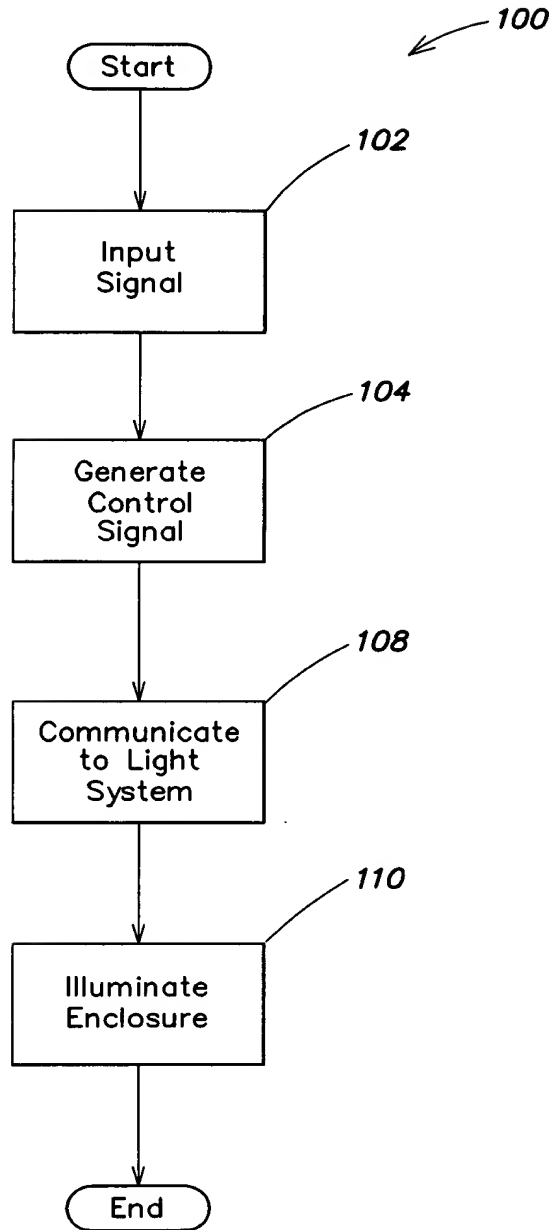 100
Start
102
Input
Signal
104
Generate
Control
Signal
108
Communicate
to Light
System
110
Illuminate
Enclosure
End